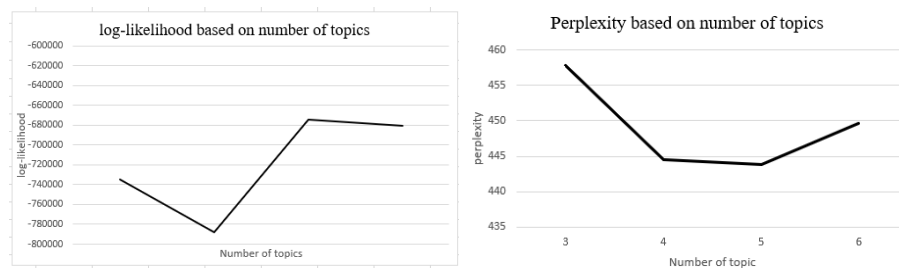 log-likelihood based on number of topics
-600000
-620000
-640000
-660000
-680000
-700000
-720000
-740000
-760000
-780000
-800000
log-likelihood
Number of topics
Perplexity based on number of topics
460
455
450
445
440
435
perplexity
3 4 5 6
Number of topic